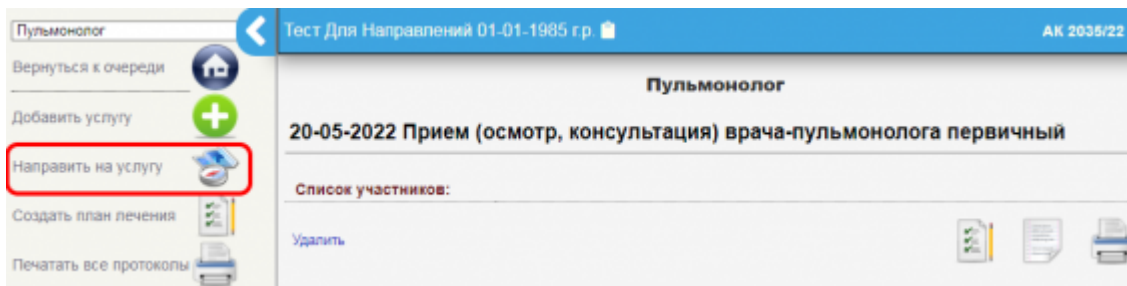 Пульмонолог
Вернуться к очереди
Добавить услугу
Направить на услугу
Создать план лечения
Печатать все протоколы
Тест Для Направлений 01-01-1985 г.р.
АК 2035/22
Пульмонолог
20-05-2022 Прием (осмотр, консультация) врача-пульмонолога первичный
Список участников:
Удалить